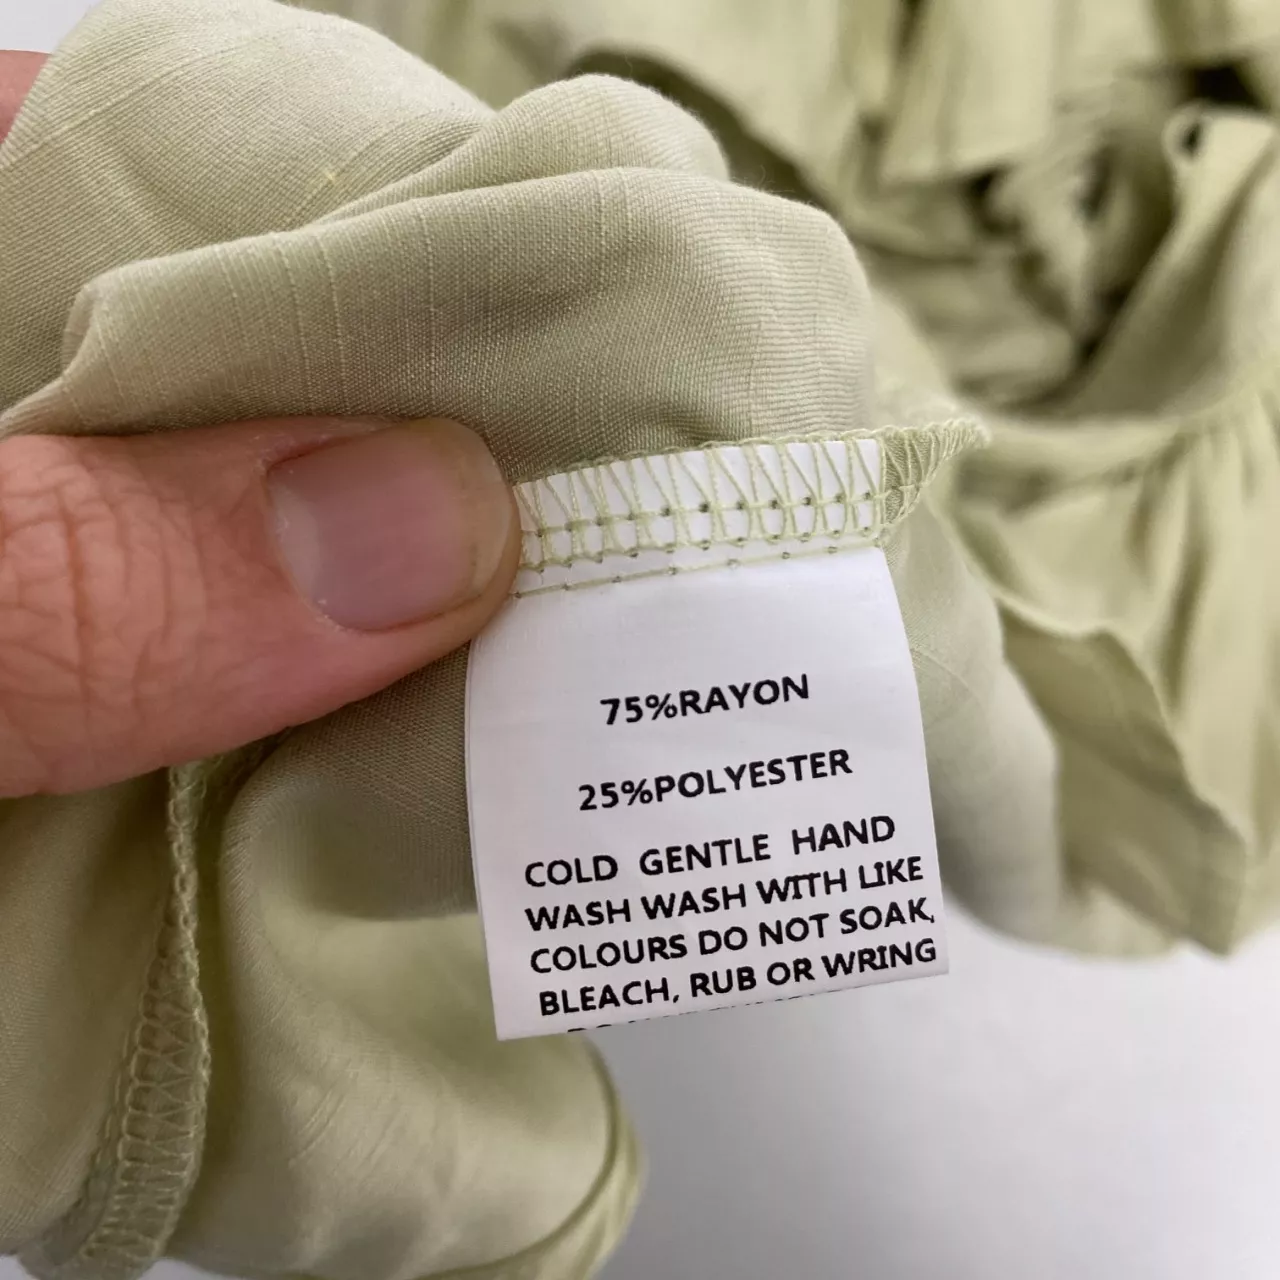 75%RAYON
25%POLYESTER
COLD GENTLE HAND
WASH WASH WITH LIKE
COLOURS DO NOT SOAK,
BLEACH, RUB OR WRING